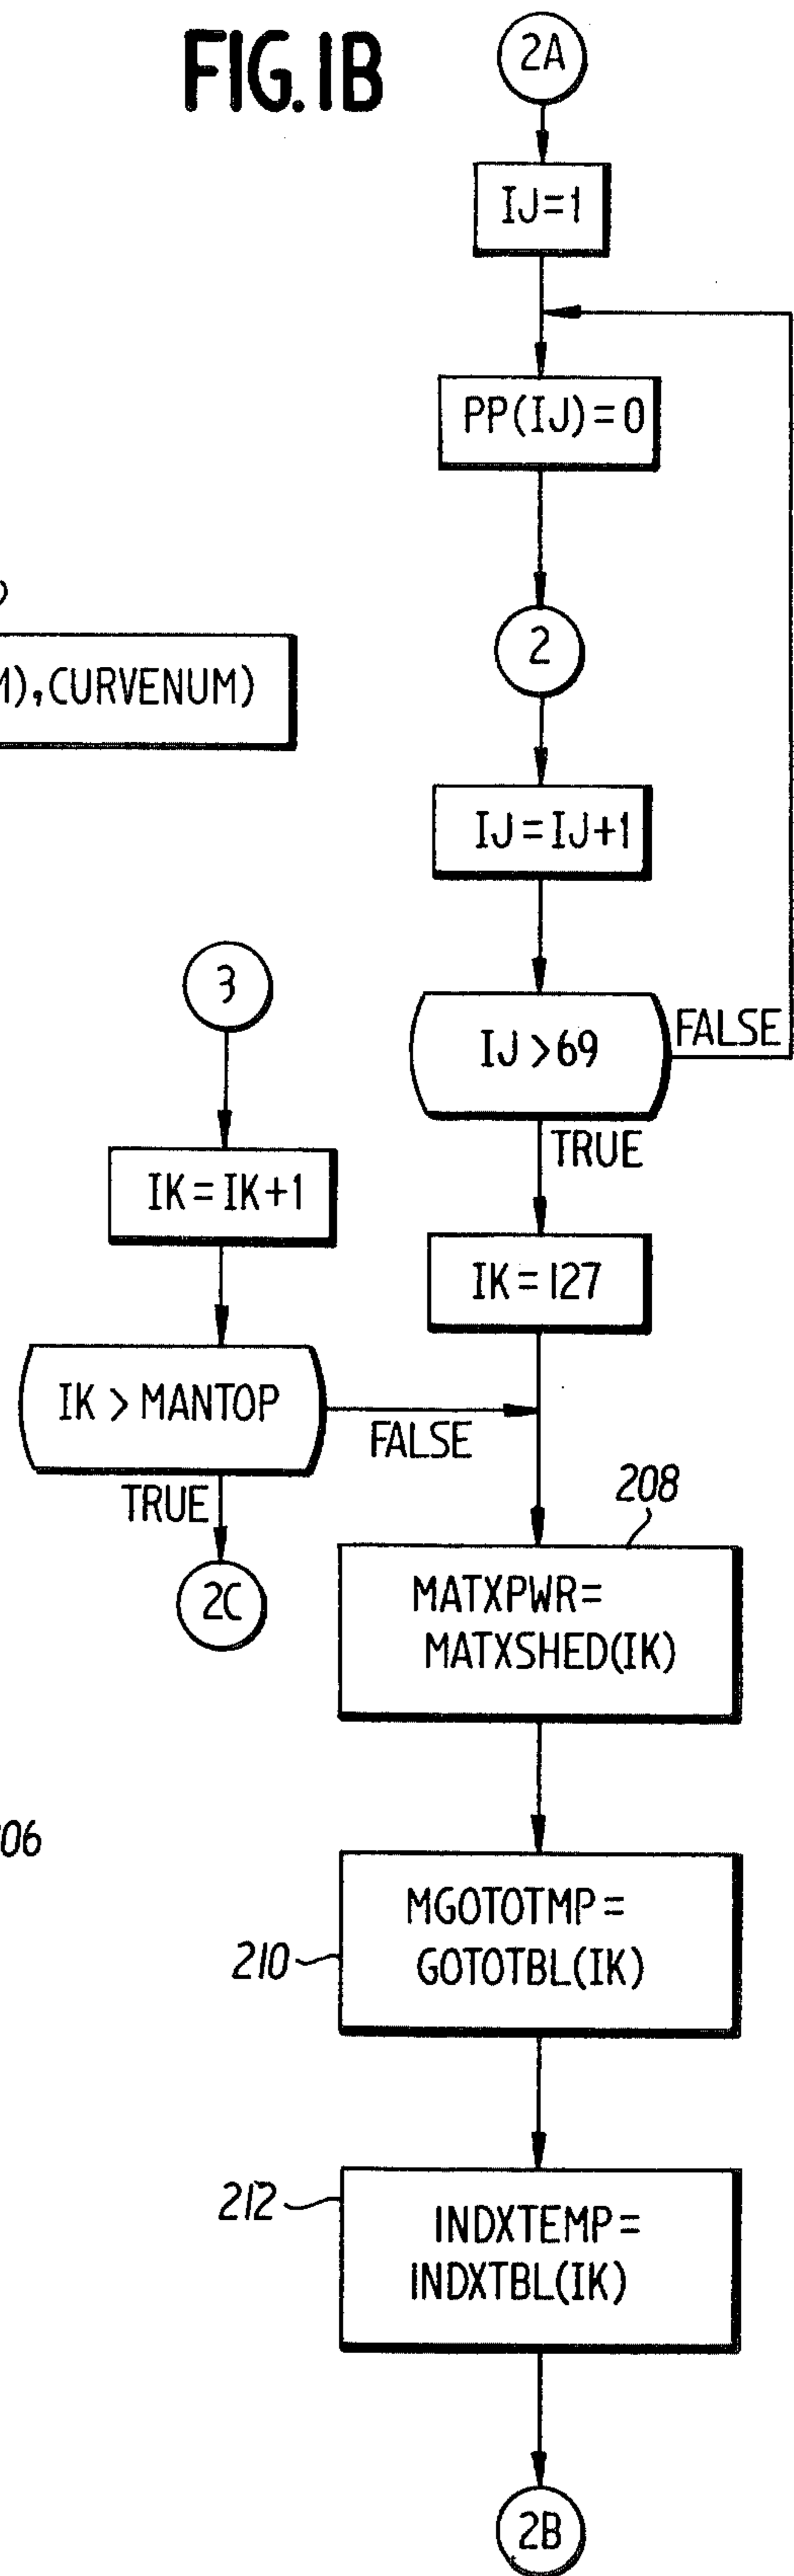 FIG. 1B
2A
IJ=1
PP(IJ)=0
2
M),CURVENUM)
IJ=IJ+1
3
IJ>69
FALSE
TRUE
IK=IK+1
IK=127
IK > MANTOP
FALSE
TRUE
2C
208
MATXPWR=
MATXSHED(IK)
206
MGOTOTMP=
GOTOTBL(IK)
210
212
INDXTEMP=
INDXTBL(IK)
2B